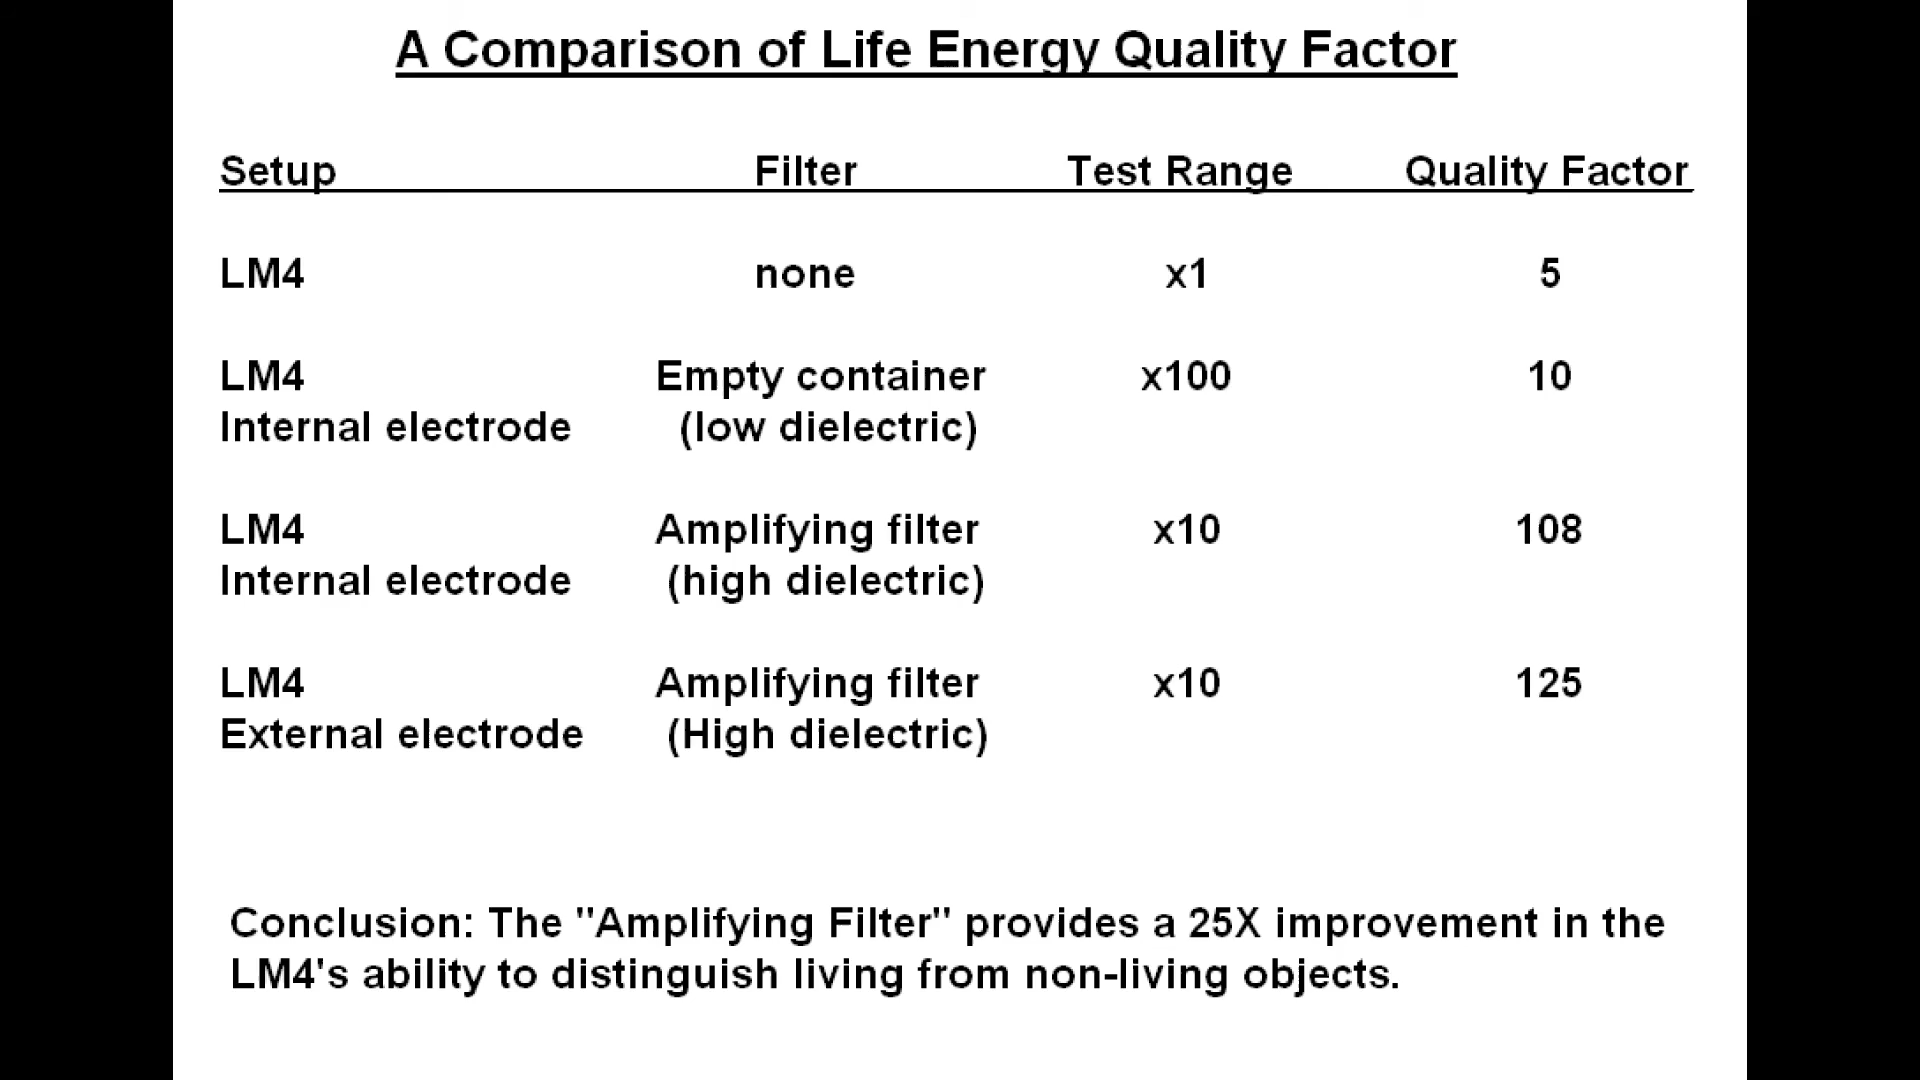 A Comparison of Life Energy Quality Factor
Setup Filter Test Range Quality Factor
LM4 none x1 5
LM4 Empty container x100 10
Internal electrode (low dielectric)
LM4 Amplifying filter x10 108
Internal electrode (high dielectric)
LM4 Amplifying filter x10 125
External electrode (High dielectric)
Conclusion: The "Amplifying Filter" provides a 25X improvement in the
LM4's ability to distinguish living from non-living objects.